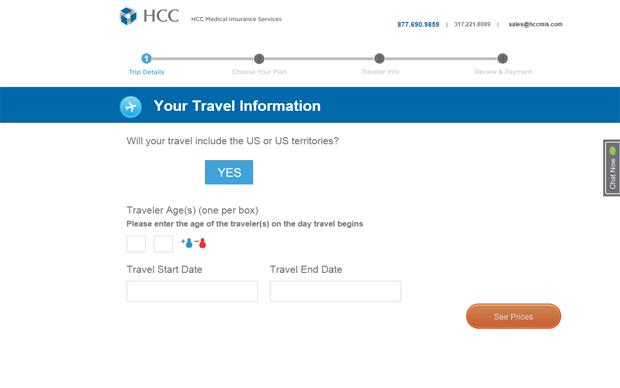 HCC HCC Medical Insurance Services
877.690.9859 | 317.221.8089 | sales@hccmis.com
1 2 3 4
Trip Details Choose Your Plan Traveler Info Review & Payment
Your Travel Information
Will your travel include the US or US territories?
YES
Chat Now
Traveler Age(s) (one per box)
Please enter the age of the traveler(s) on the day travel begins
Travel Start Date Travel End Date
See Prices